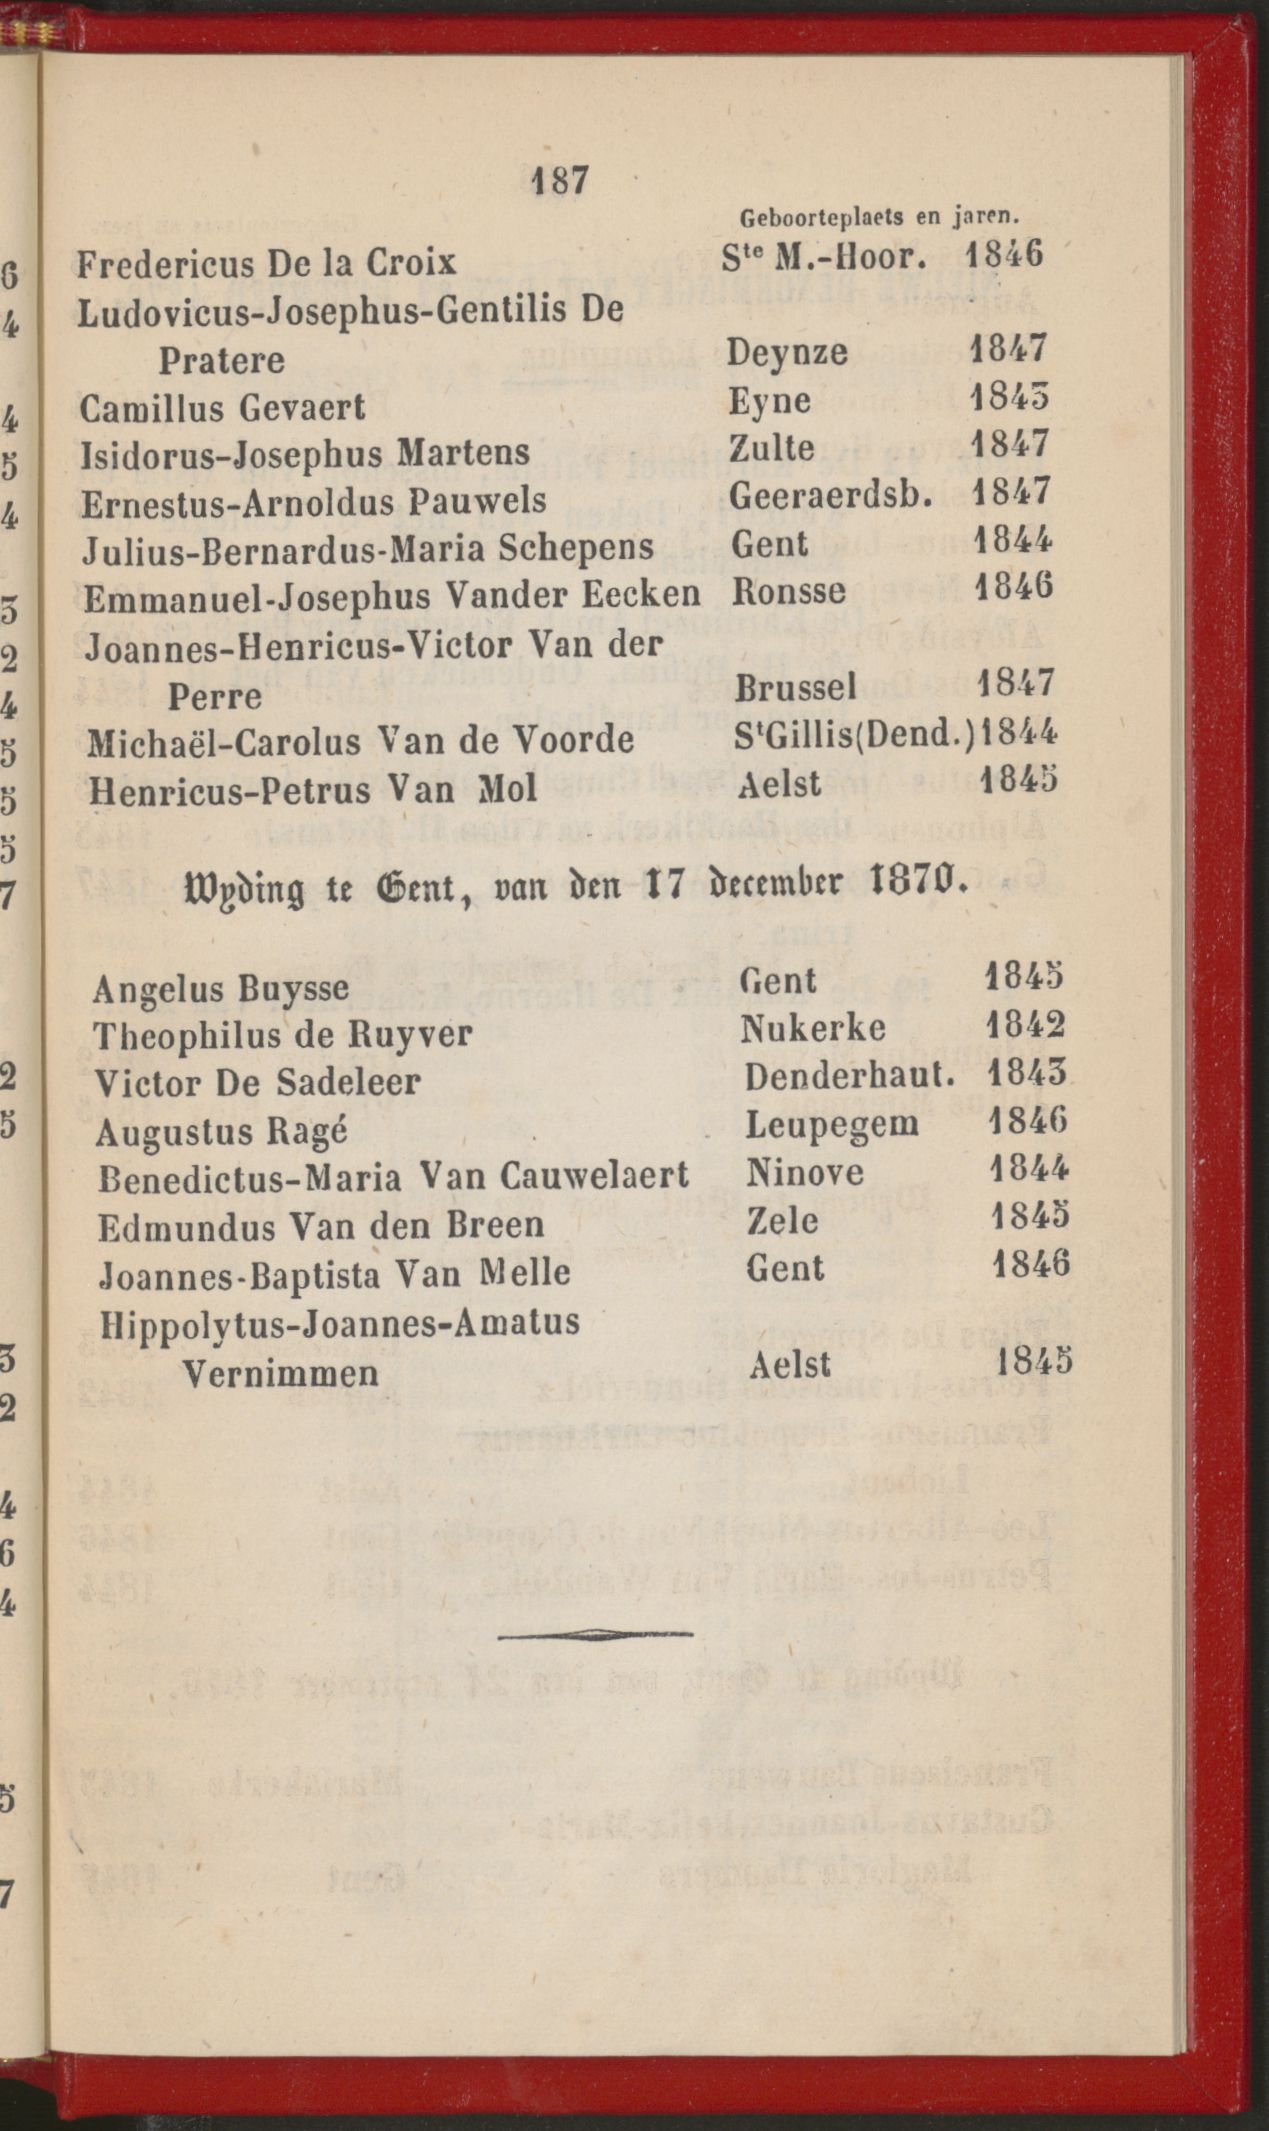 187
Geboorteplaets en jaren.
Fredericus De la Croix Ste M.-Hoor. 1846
Ludovicus-Josephus-Gentilis De
Pratere Deynze 1847
Camillus Gevaert Eyne 1843
Isidorus-Josephus Martens Zulte 1847
Ernestus-Arnoldus Pauwels Geeraerdsb. 1847
Julius-Bernardus-Maria Schepens Gent 1844
Emmanuel-Josephus Vander Eecken Ronsse 1846
Joannes-Henricus-Victor Van der
Perre Brussel 1847
Michaël-Carolus Van de Voorde StGillis(Dend.) 1844
Henricus-Petrus Van Mol Aelst 1845
Wyding te Gent, van den 17 december 1870.
Angelus Buysse Gent 1845
Theophilus de Ruyver Nukerke 1842
Victor De Sadeleer Denderhaut. 1843
Augustus Ragé Leupegem 1846
Benedictus-Maria Van Cauwelaert Ninove 1844
Edmundus Van den Breen Zele 1845
Joannes-Baptista Van Melle Gent 1846
Hippolytus-Joannes-Amatus
Vernimmen Aelst 1845